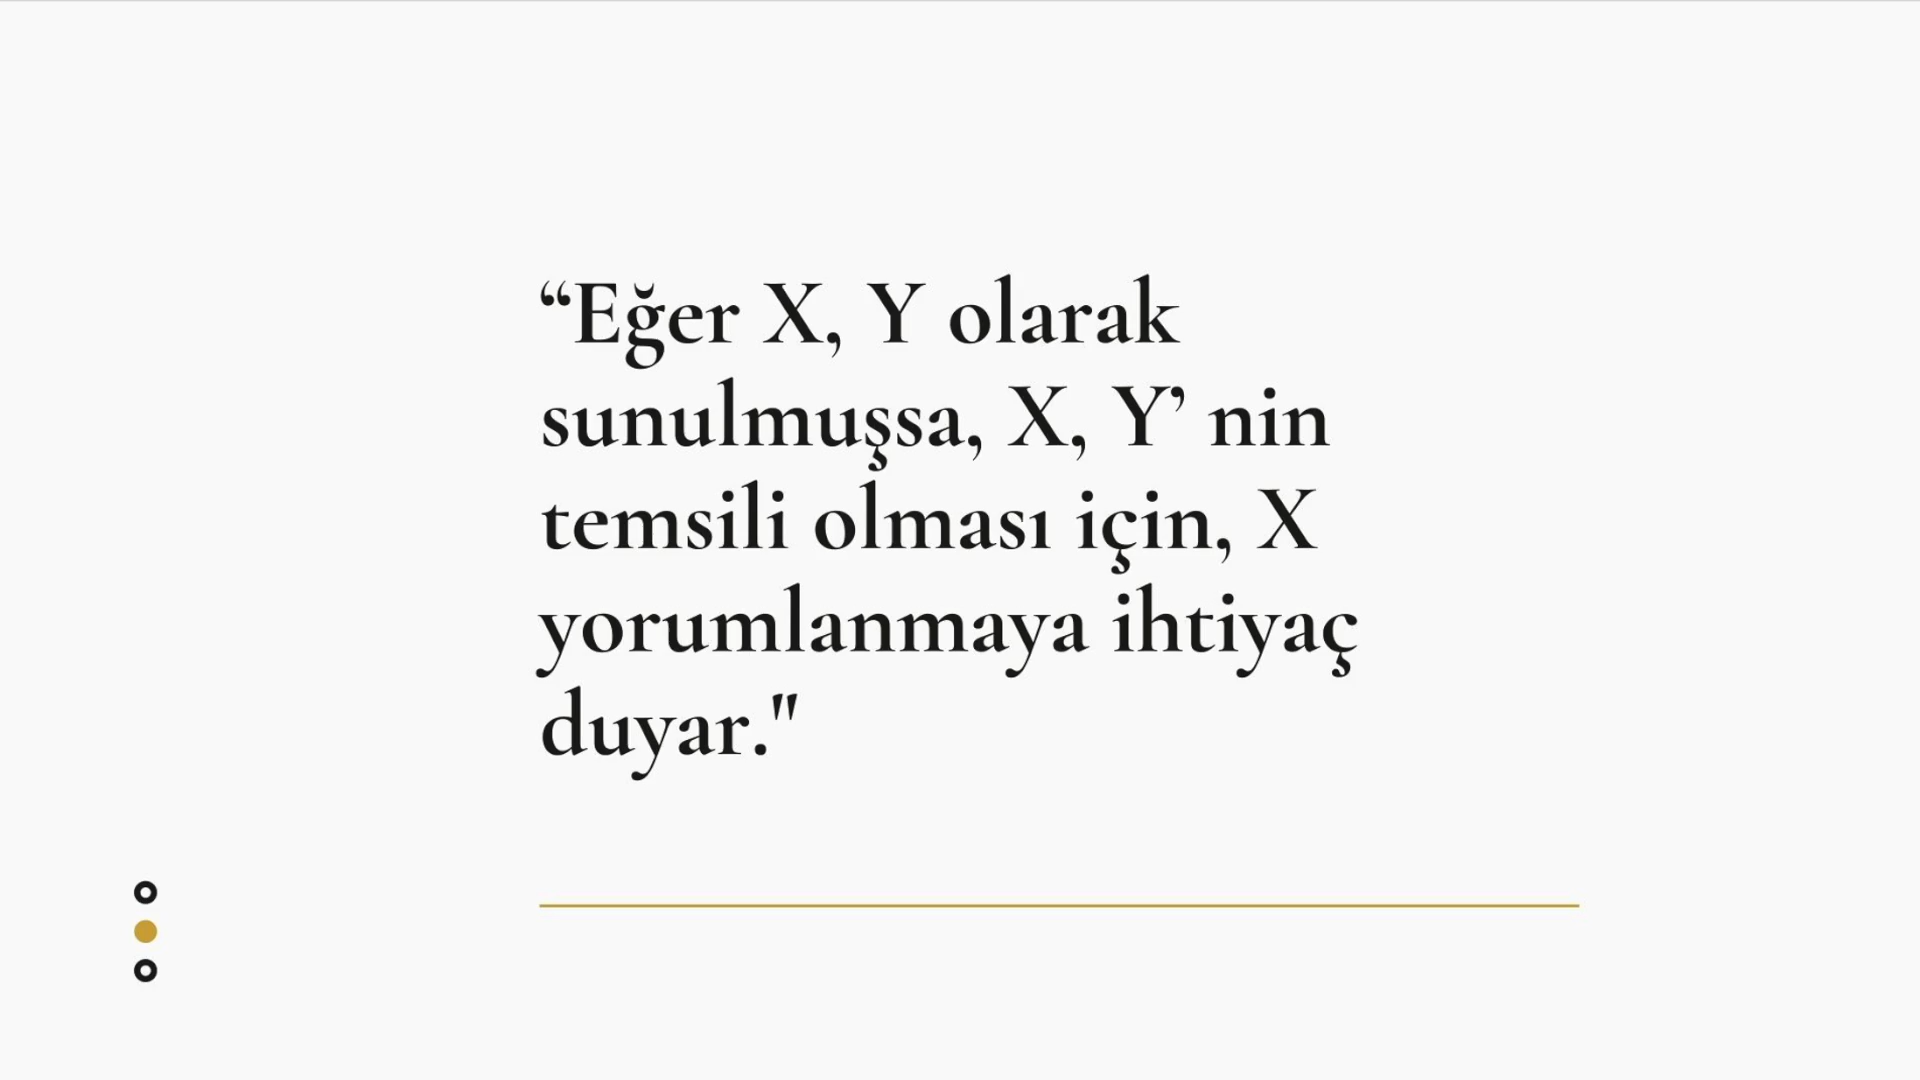 “Eğer X, Y olarak
sunulmuşsa, X, Y’ nin
temsili olması için, X
yorumlanmaya ihtiyaç
duyar."